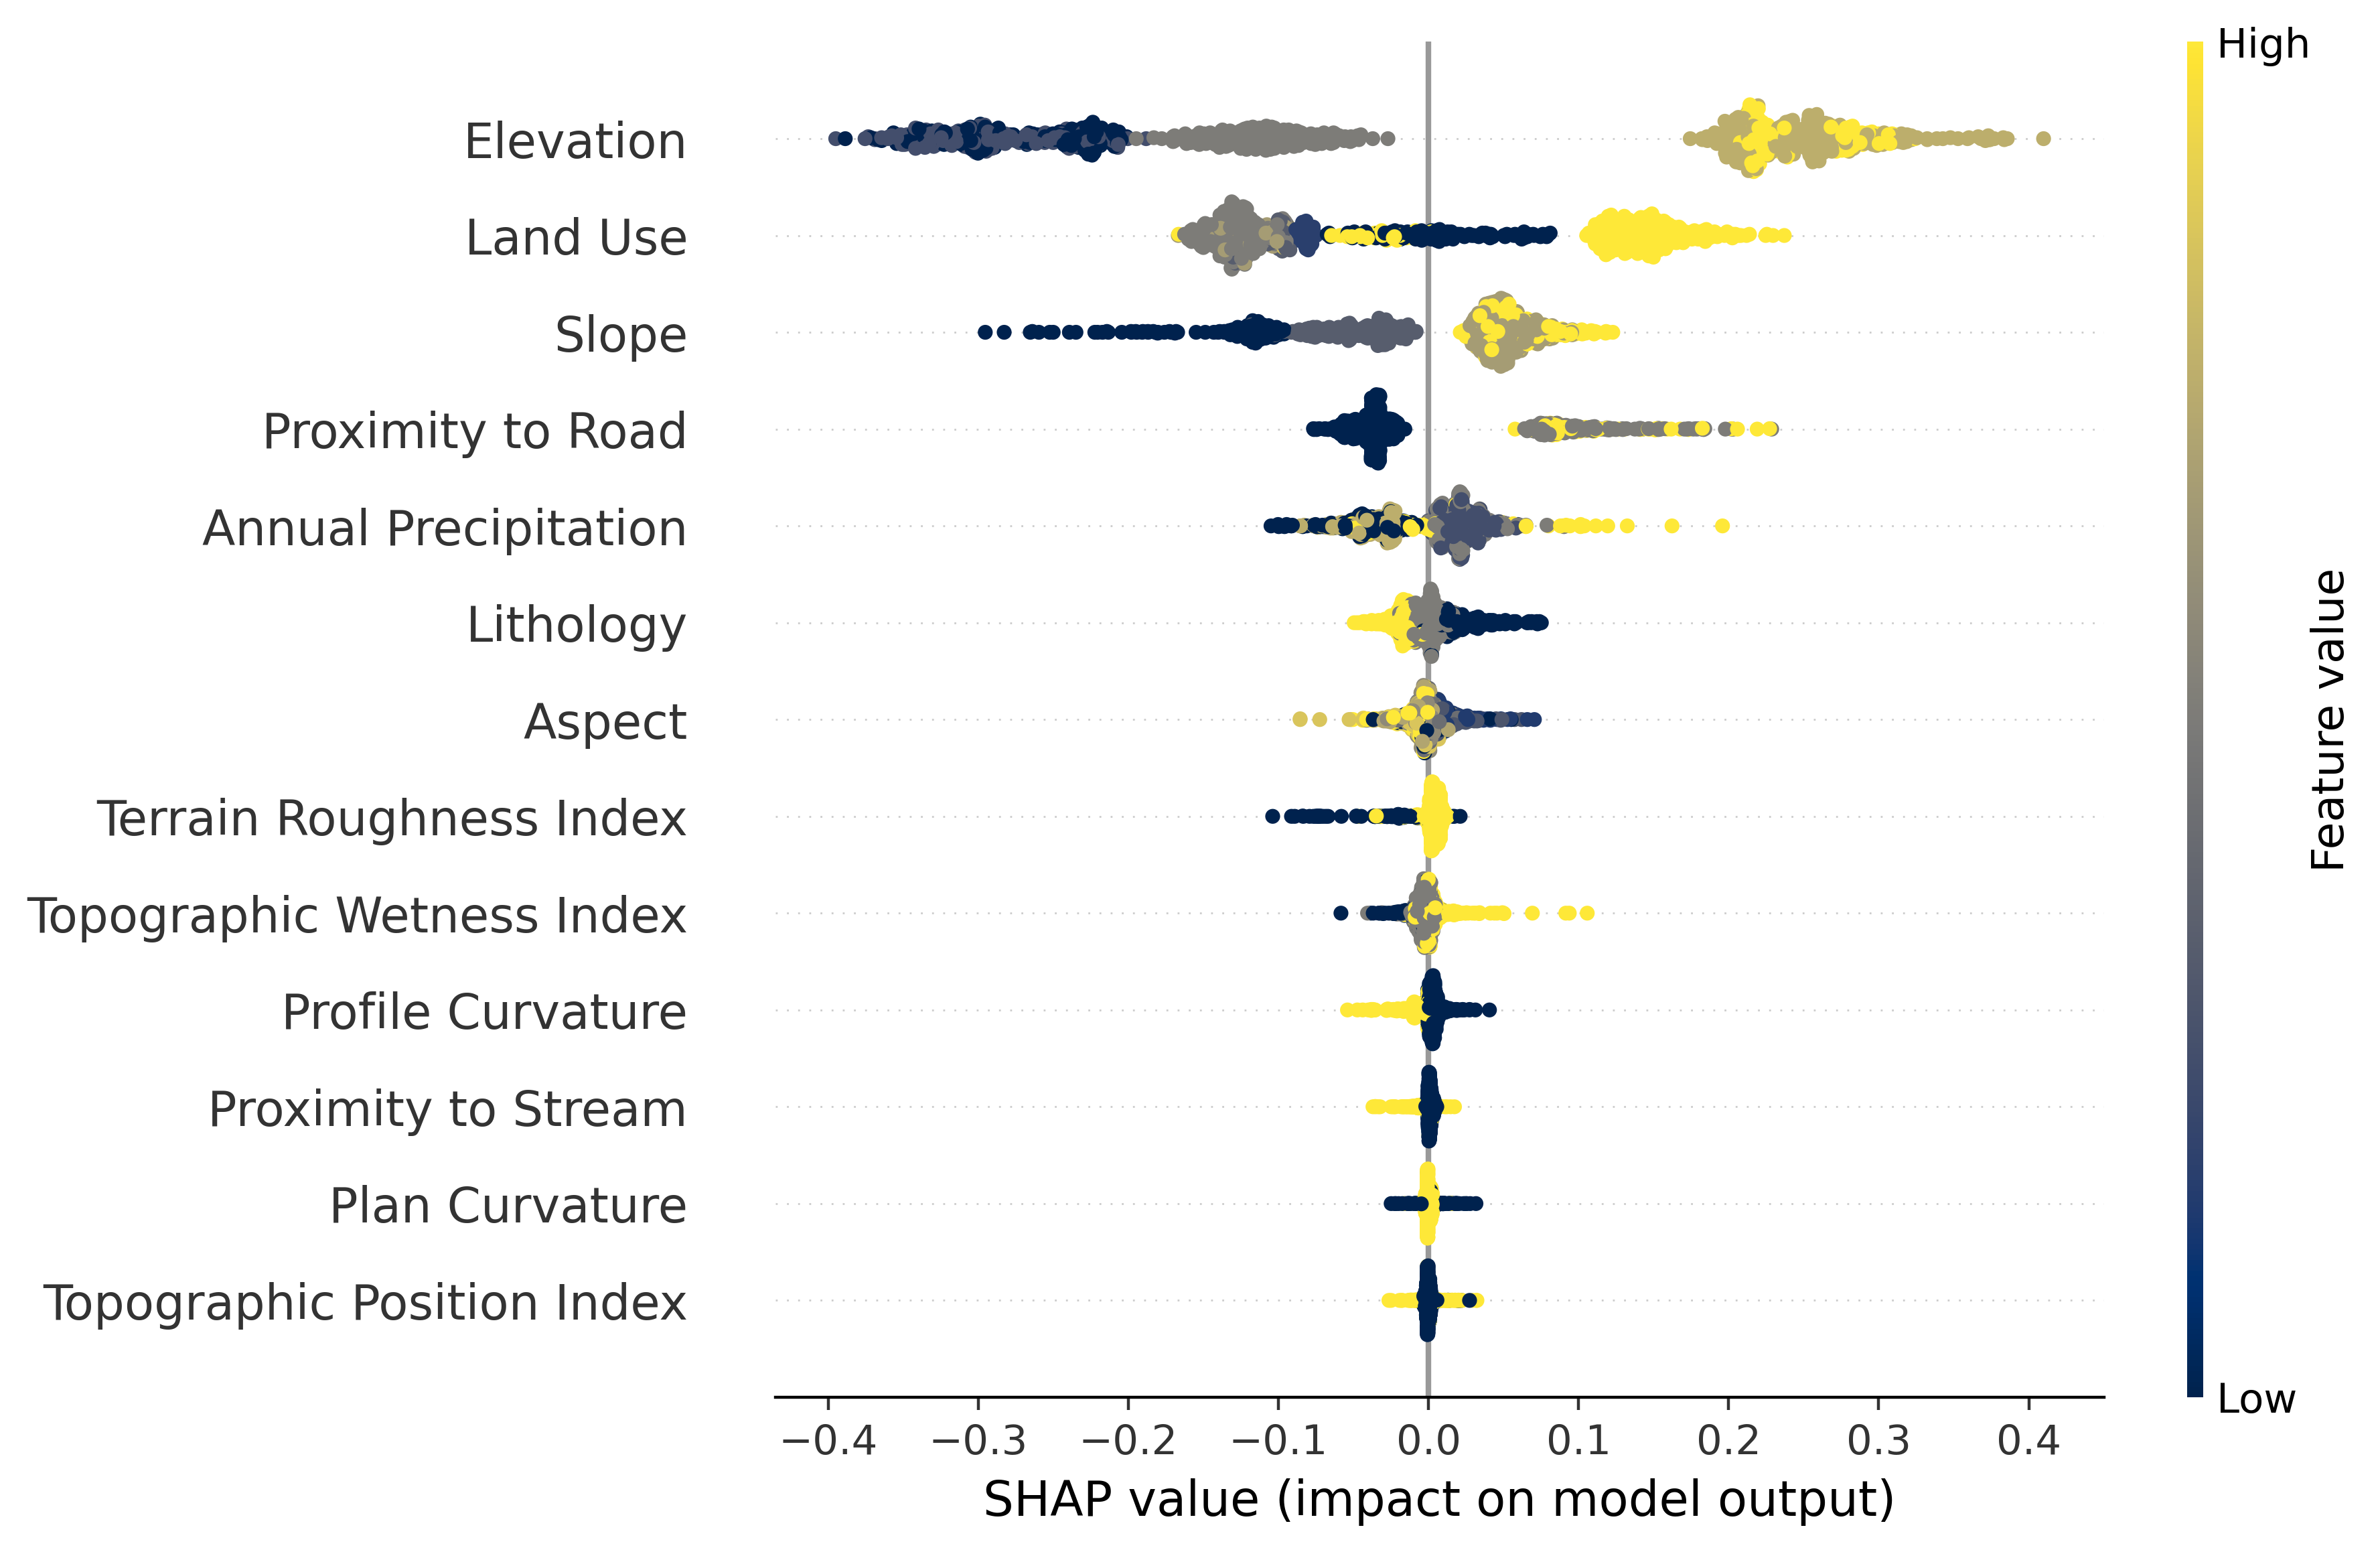 High
Elevation
Land Use
Slope
Proximity to Road
Annual Precipitation
Lithology
Aspect
Terrain Roughness Index
Topographic Wetness Index
Profile Curvature
Proximity to Stream
Plan Curvature
Topographic Position Index
Feature value
Low
−0.4 −0.3 −0.2 −0.1 0.0 0.1 0.2 0.3 0.4
SHAP value (impact on model output)